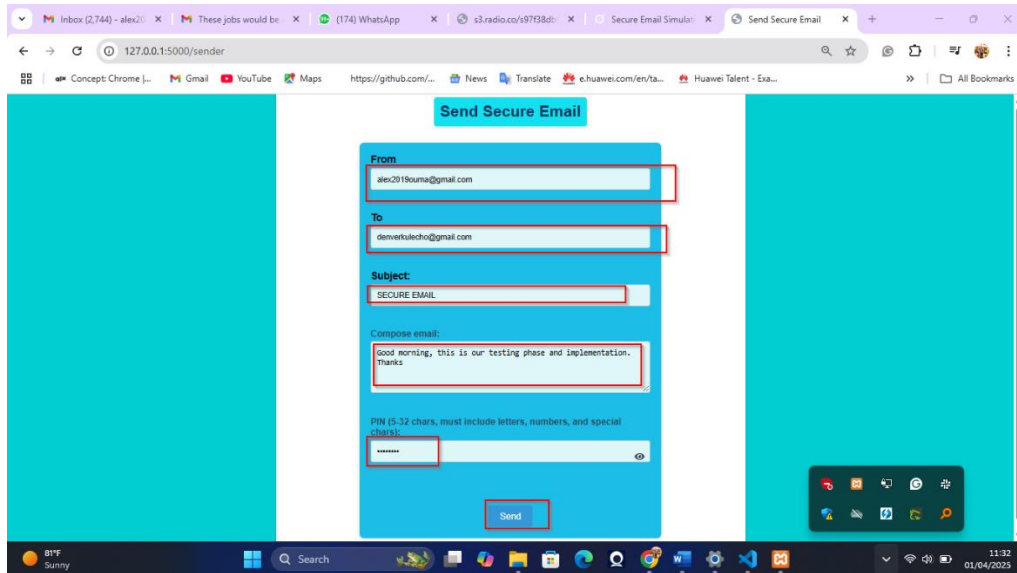 Inbox (2,744) - alex20
These jobs would be
(174) WhatsApp
s3.radio.co/s97f38db
Secure Email Simulat
Send Secure Email
127.0.0.1:5000/sender
Concept: Chrome |...
Gmail
YouTube
Maps
https://github.com/...
News
Translate
e.huawei.com/en/ta...
Huawei Talent - Exa...
All Bookmarks
Send Secure Email
From
alex2019ouma@gmail.com
To
denverkulecho@gmail.com
Subject:
SECURE EMAIL
Compose email:
Good morning, this is our testing phase and implementation.
Thanks
PIN (5-32 chars, must include letters, numbers, and special
chars):
Send
81°F
Sunny
Search
11:32
01/04/2025